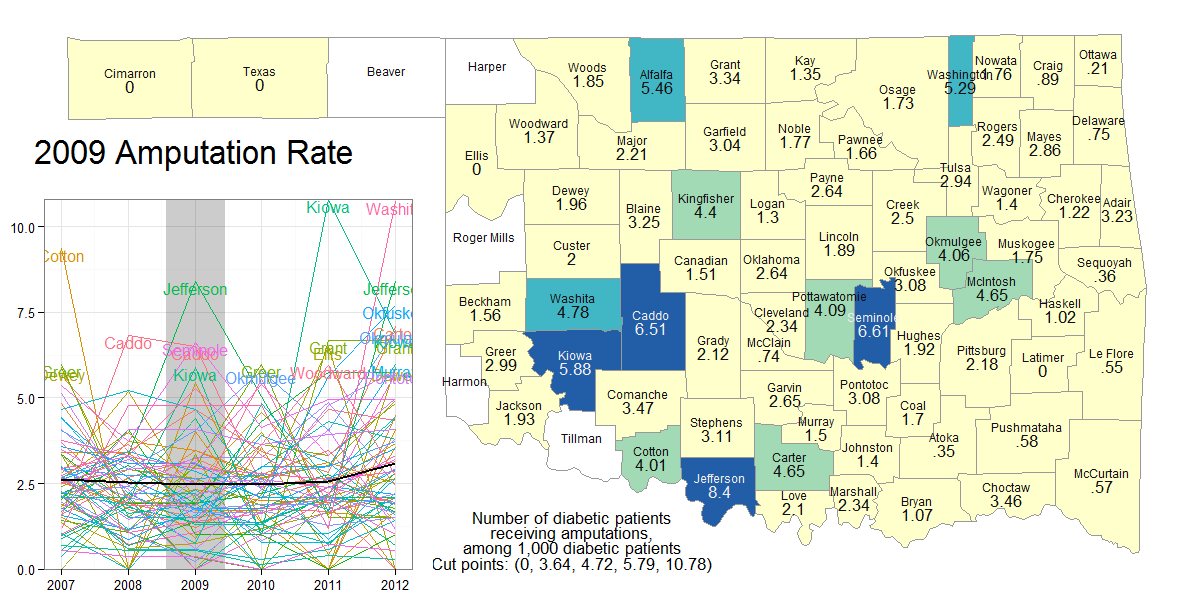 2009 Amputation Rate
10.0
7.5
5.0
2.5
0.0
2007
2008
2009
2010
2011
2012
Cotton
Greer
Caddo
Jefferson
Seminole
Caddo
Kiowa
Greer
Okmulgee
Kiowa
Grant
Ellis
Woodward
Cimarron
0
Texas
0
Beaver
Harper
Woods
1.85
Alfalfa
5.46
Grant
3.34
Kay
1.35
Osage
1.73
Washington
5.29
Nowata
1.76
Craig
.89
Ottawa
.21
Ellis
0
Woodward
1.37
Major
2.21
Garfield
3.04
Noble
1.77
Pawnee
1.66
Tulsa
2.94
Rogers
2.49
Mayes
2.86
Delaware
.75
Roger Mills
Dewey
1.96
Blaine
3.25
Kingfisher
4.4
Logan
1.3
Payne
2.64
Creek
2.5
Wagoner
1.4
Cherokee
1.22
Adair
3.23
Custer
2
Canadian
1.51
Oklahoma
2.64
Lincoln
1.89
Okmulgee
4.06
Muskogee
1.75
Sequoyah
.36
Beckham
1.56
Washita
4.78
Caddo
6.51
Cleveland
2.34
Pottawatomie
4.09
Seminole
6.61
Okfuskee
3.08
McIntosh
4.65
Haskell
1.02
Greer
2.99
Kiowa
5.88
Grady
2.12
McClain
.74
Hughes
1.92
Pittsburg
2.18
Latimer
0
Le Flore
.55
Harmon
Jackson
1.93
Comanche
3.47
Garvin
2.65
Pontotoc
3.08
Coal
1.7
Tillman
Stephens
3.11
Murray
1.5
Johnston
1.4
Atoka
.35
Pushmataha
.58
Cotton
4.01
Jefferson
8.4
Carter
4.65
Love
2.1
Marshall
2.34
Bryan
1.07
Choctaw
3.46
McCurtain
.57
Number of diabetic patients
receiving amputations,
among 1,000 diabetic patients
Cut points: (0, 3.64, 4.72, 5.79, 10.78)